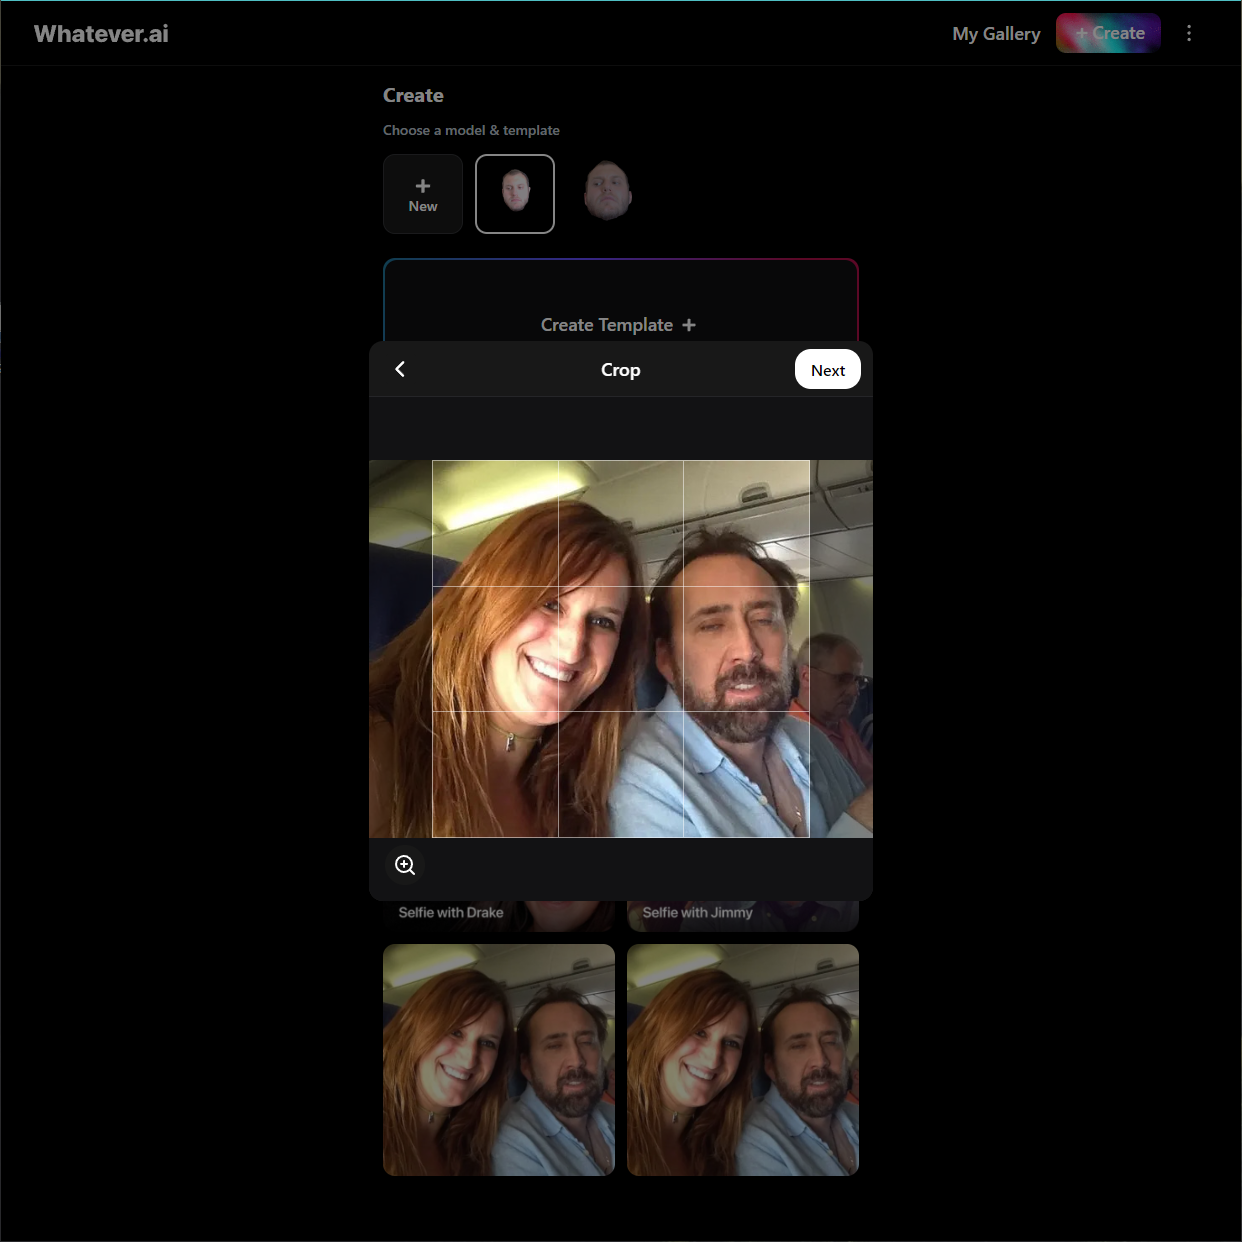 Whatever.ai
My Gallery
+ Create
Create
Choose a model & template
+
New
Create Template +
Crop
Next
Selfie with Drake
Selfie with Jimmy